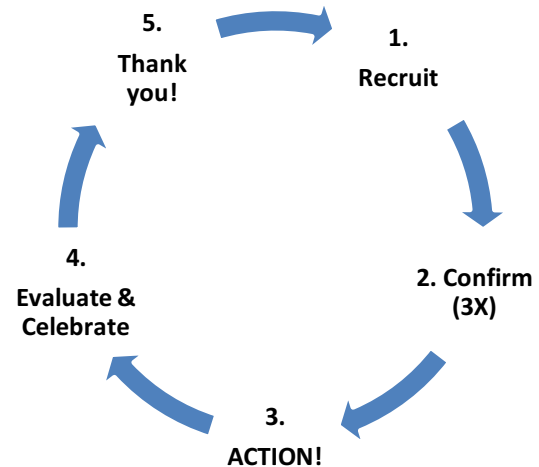 1.
Recruit
2. Confirm
(3X)
3.
ACTION!
4.
Evaluate &
Celebrate
5.
Thank
you!